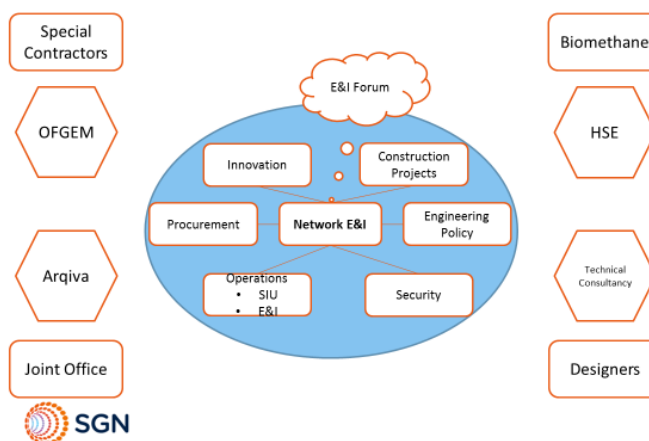 Special
Contractors
Biomethane
E&I Forum
OFGEM
HSE
Innovation
Construction
Projects
Procurement
Network E&I
Engineering
Policy
Arqiva
Technical
Consultancy
Operations
• SIU
• E&I
Security
Joint Office
Designers
SGN